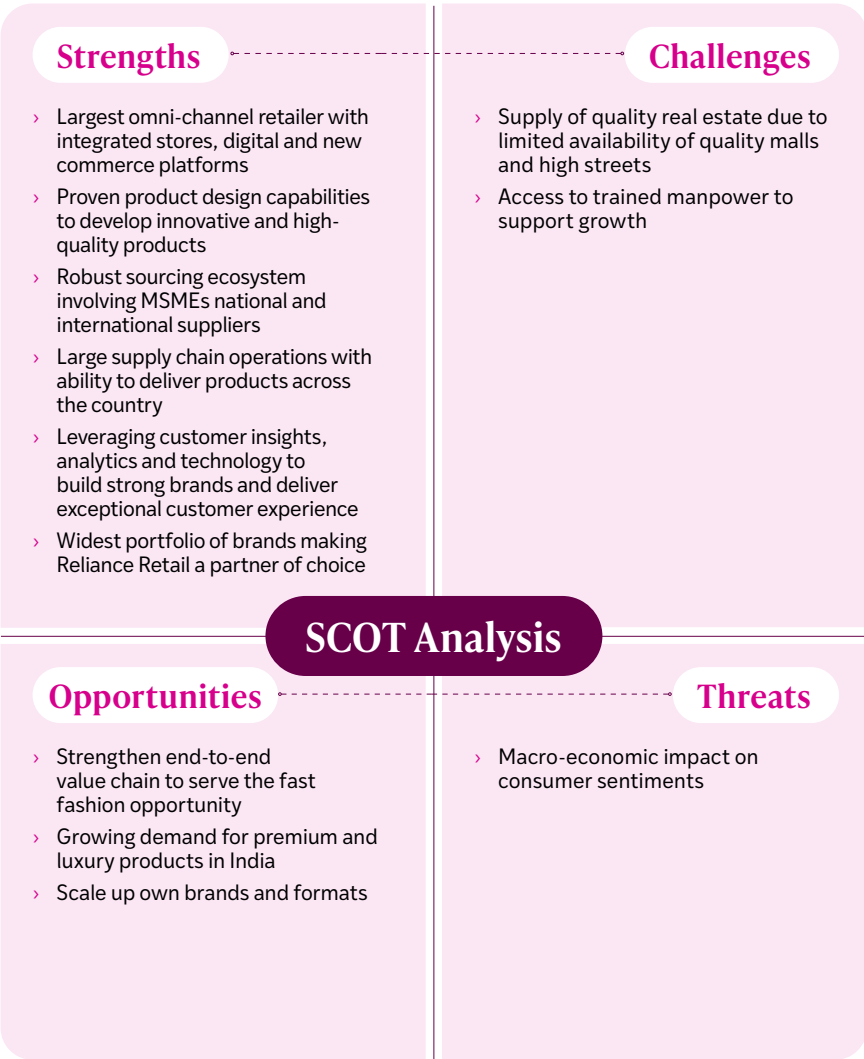 Strengths
› Largest omni-channel retailer with
integrated stores, digital and new
commerce platforms
› Proven product design capabilities
to develop innovative and high-
quality products
› Robust sourcing ecosystem
involving MSMEs national and
international suppliers
› Large supply chain operations with
ability to deliver products across
the country
› Leveraging customer insights,
analytics and technology to
build strong brands and deliver
exceptional customer experience
› Widest portfolio of brands making
Reliance Retail a partner of choice
Challenges
› Supply of quality real estate due to
limited availability of quality malls
and high streets
› Access to trained manpower to
support growth
SCOT Analysis
Opportunities
› Strengthen end-to-end
value chain to serve the fast
fashion opportunity
› Growing demand for premium and
luxury products in India
› Scale up own brands and formats
Threats
› Macro-economic impact on
consumer sentiments